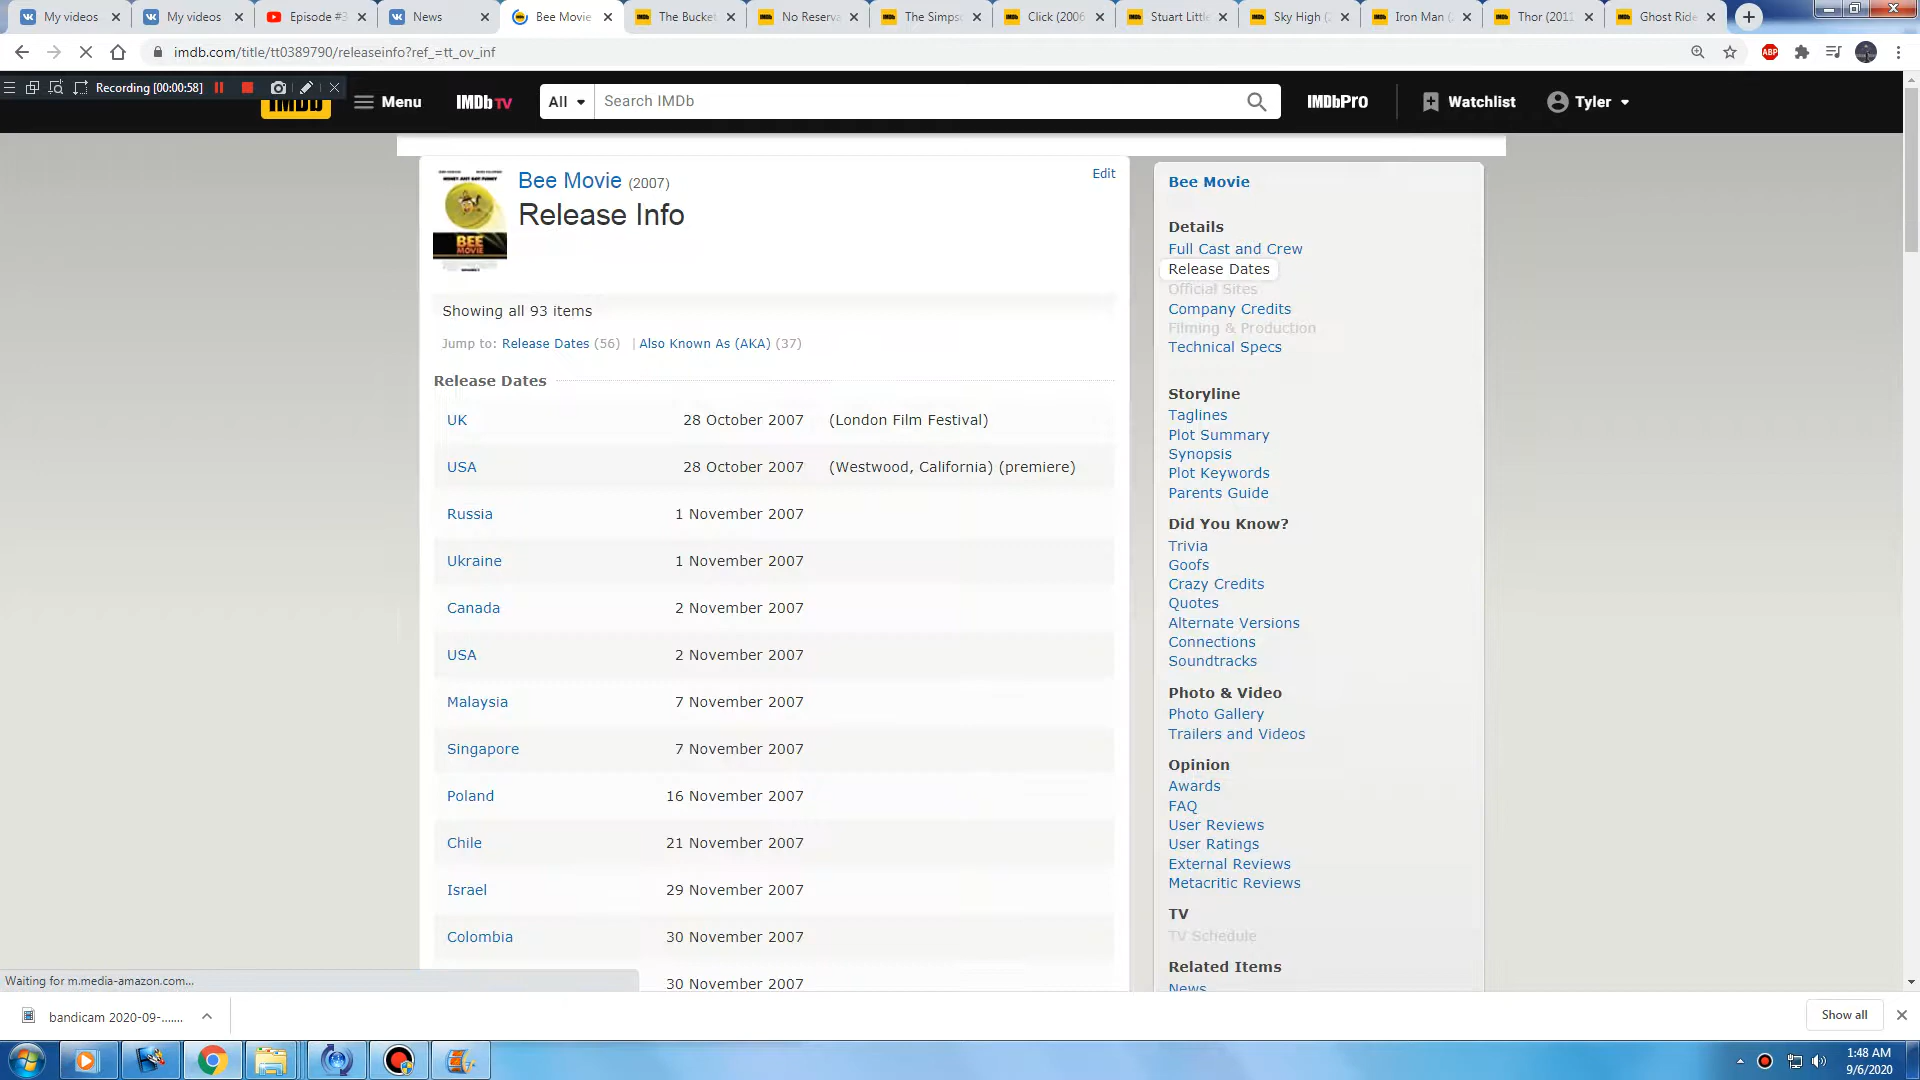 My videos
My videos
Episode #3
News
Bee Movie
The Bucket
No Reserva
The Simps
Click (2006
Stuart Little
Sky High (2
Iron Man (2
Thor (2011
Ghost Ride
imdb.com/title/tt0389790/releaseinfo?ref_=tt_ov_inf
ABP
Recording [00:00:58]
IMDb
Menu
IMDbTV
All
Search IMDb
IMDbPro
Watchlist
Tyler
Bee Movie (2007)
Edit
Release Info
BEE
MOVIE
Showing all 93 items
Jump to: Release Dates (56) | Also Known As (AKA) (37)
Release Dates
UK 28 October 2007 (London Film Festival)
USA 28 October 2007 (Westwood, California) (premiere)
Russia 1 November 2007
Ukraine 1 November 2007
Canada 2 November 2007
USA 2 November 2007
Malaysia 7 November 2007
Singapore 7 November 2007
Poland 16 November 2007
Chile 21 November 2007
Israel 29 November 2007
Colombia 30 November 2007
30 November 2007
Bee Movie
Details
Full Cast and Crew
Release Dates
Official Sites
Company Credits
Filming & Production
Technical Specs
Storyline
Taglines
Plot Summary
Synopsis
Plot Keywords
Parents Guide
Did You Know?
Trivia
Goofs
Crazy Credits
Quotes
Alternate Versions
Connections
Soundtracks
Photo & Video
Photo Gallery
Trailers and Videos
Opinion
Awards
FAQ
User Reviews
User Ratings
External Reviews
Metacritic Reviews
TV
TV Schedule
Related Items
News
Waiting for m.media-amazon.com...
bandicam 2020-09-.......
Show all
1:48 AM
9/6/2020